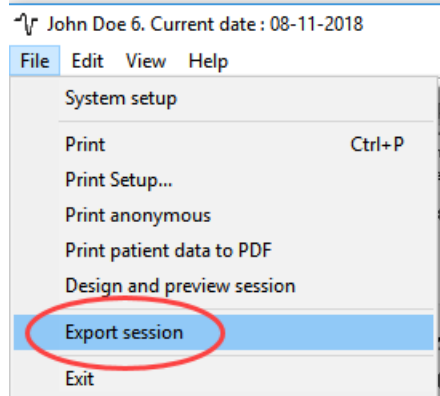 John Doe 6. Current date : 08-11-2018
File Edit View Help
System setup
Print Ctrl+P
Print Setup...
Print anonymous
Print patient data to PDF
Design and preview session
Export session
Exit